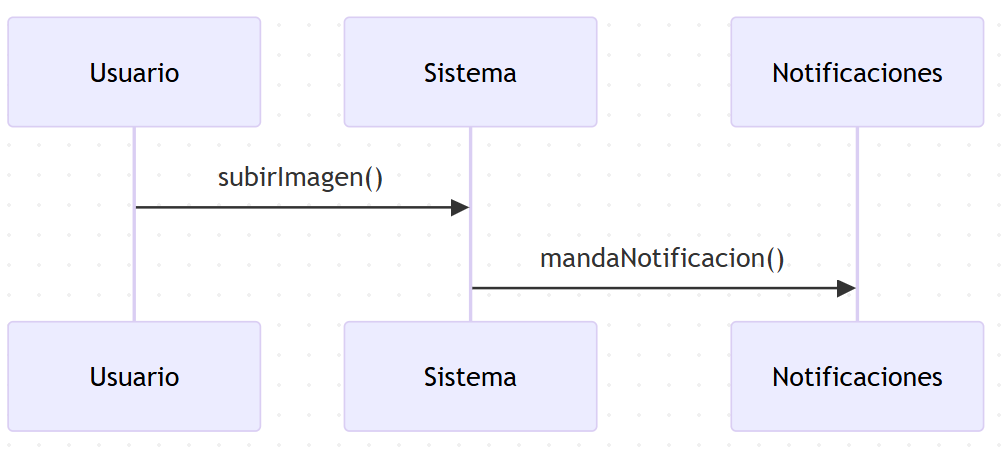 Usuario
Sistema
Notificaciones
subirImagen()
mandaNotificacion()
Usuario
Sistema
Notificaciones